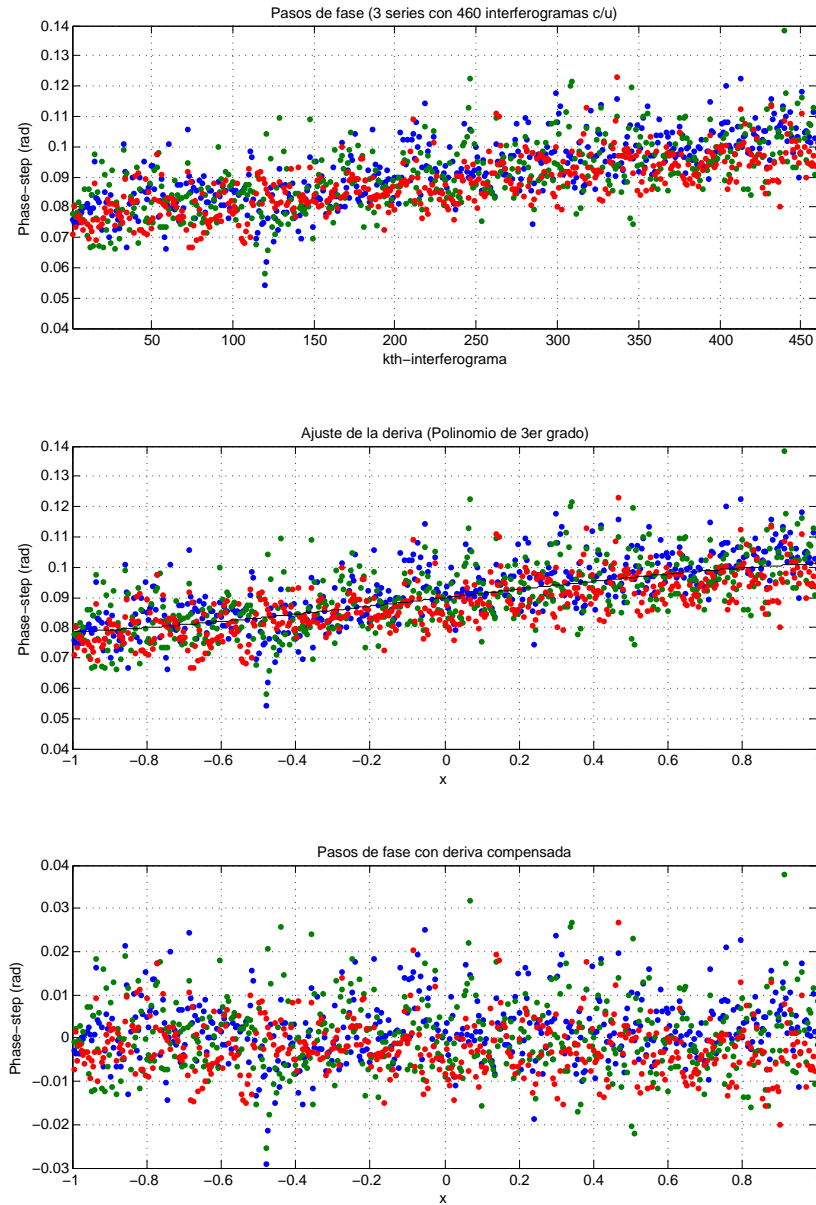 Pasos de fase (3 series con 460 interferogramas c/u)
0.14
0.13
0.12
0.11
0.1
0.09
0.08
0.07
0.06
0.05
0.04
Phase−step (rad)
50 100 150 200 250 300 350 400 450
kth−interferograma
Ajuste de la deriva (Polinomio de 3er grado)
0.14
0.13
0.12
0.11
0.1
0.09
0.08
0.07
0.06
0.05
0.04
Phase−step (rad)
−1 −0.8 −0.6 −0.4 −0.2 0 0.2 0.4 0.6 0.8
x
Pasos de fase con deriva compensada
0.04
0.03
0.02
0.01
0
−0.01
−0.02
−0.03
Phase−step (rad)
−1 −0.8 −0.6 −0.4 −0.2 0 0.2 0.4 0.6 0.8
x